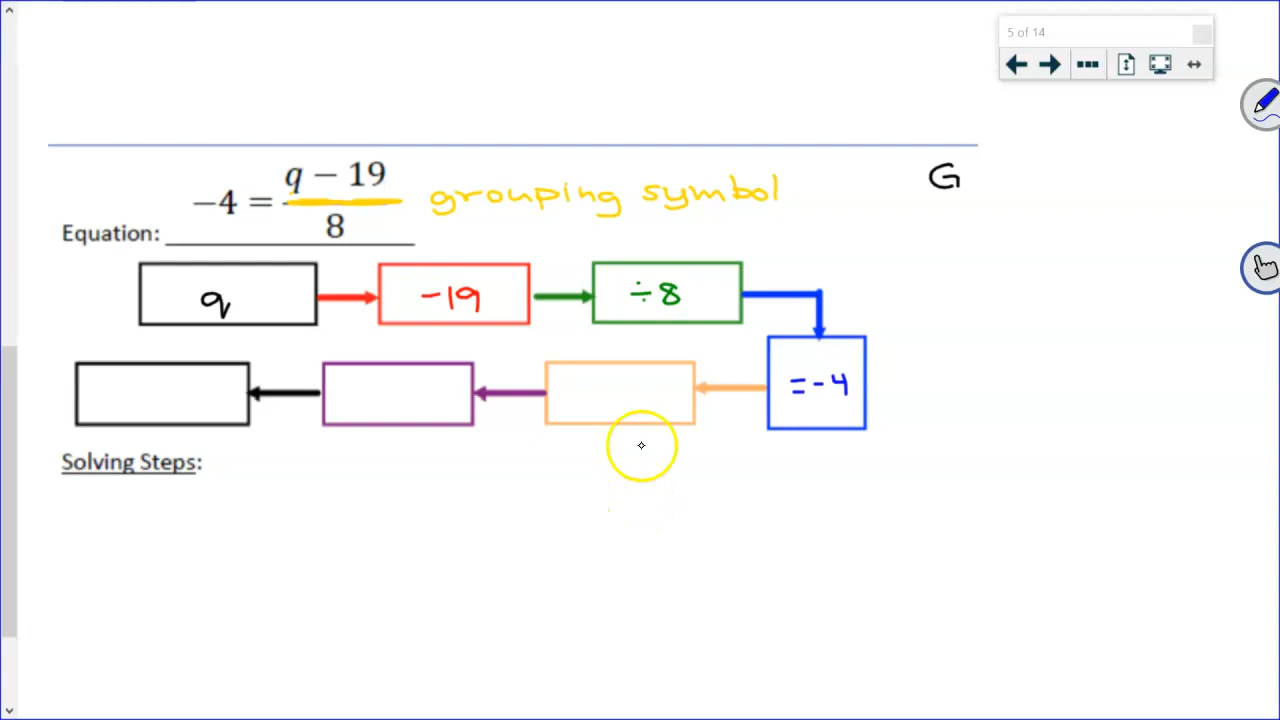 5 of 14
G
−4 = q − 19 / 8 grouping symbol
Equation:
q -19 ÷8
= -4
Solving Steps: